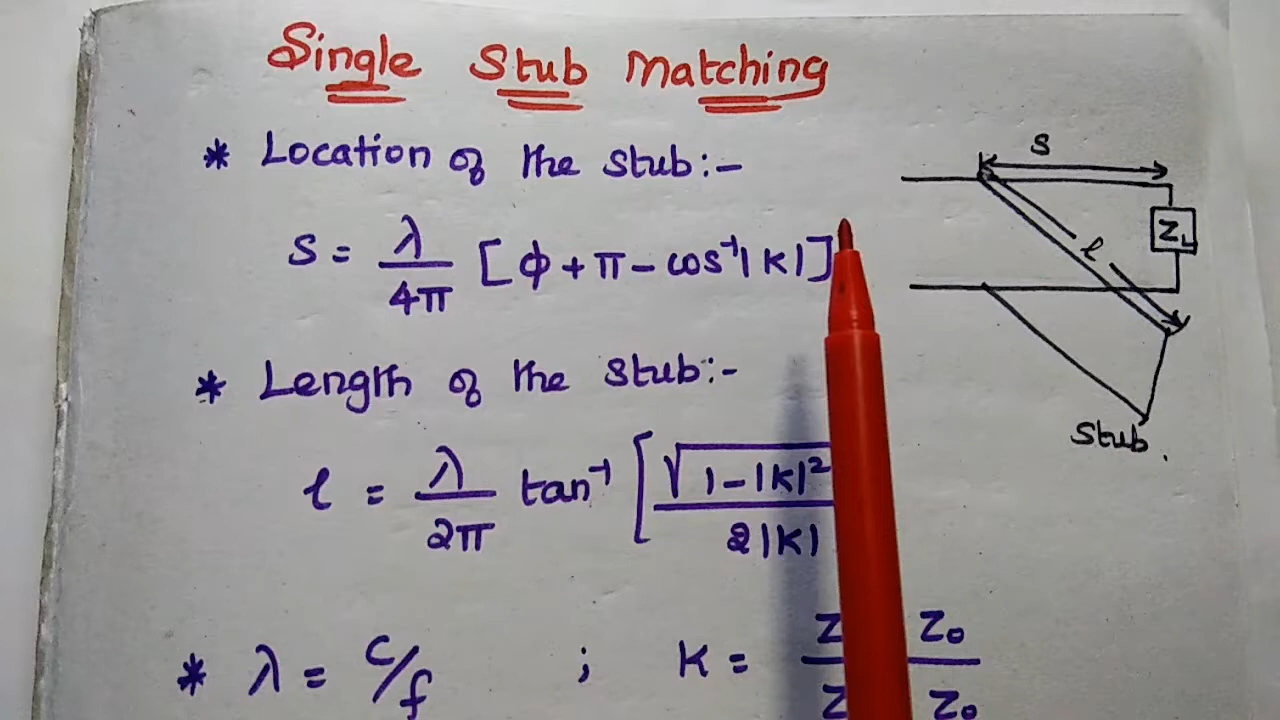 Single Stub Matching
* Location of the stub:-
S = λ/4π [ϕ + π - cos⁻¹|K|]
S
l
ZL
Stub.
* Length of the stub:-
l = λ/2π tan⁻¹ [√1-|K|² / 2|K|
* λ = c/f ; K = Z Z₀ / Z Z₀